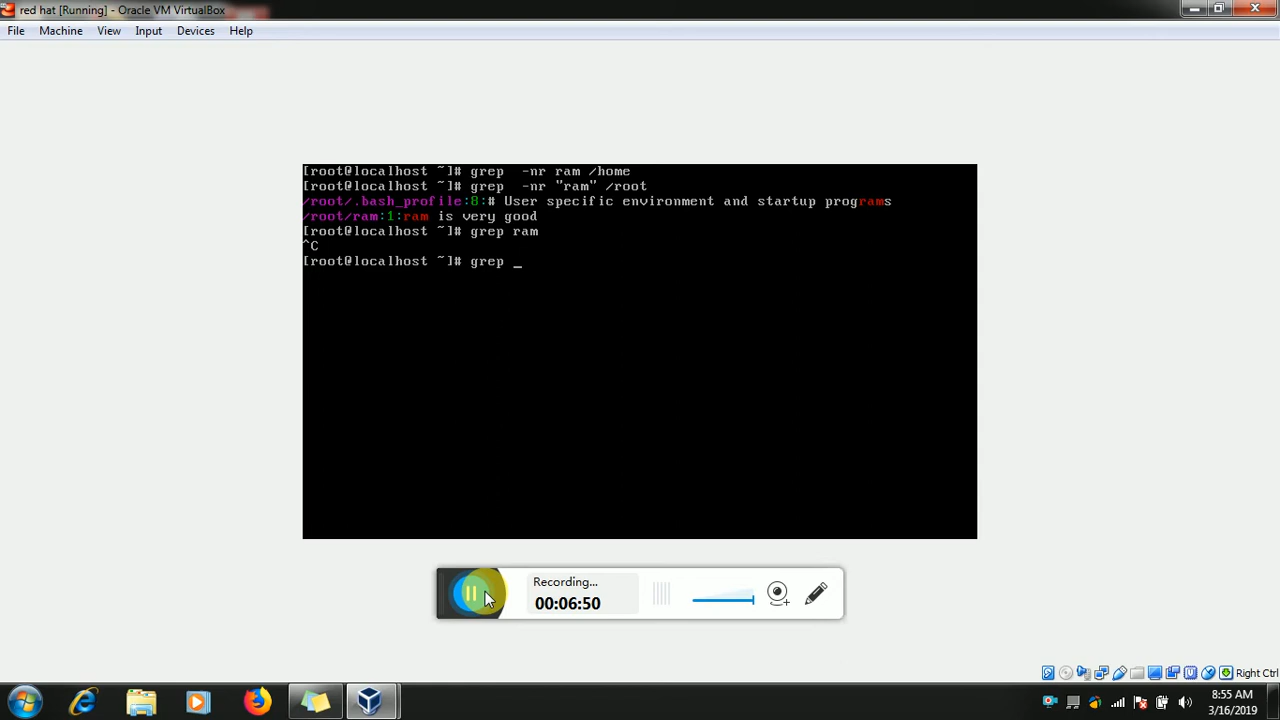 red hat [Running] - Oracle VM VirtualBox
File Machine View Input Devices Help
[root@localhost ~]# grep  -nr ram /home
[root@localhost ~]# grep  -nr "ram" /root
/root/.bash_profile:8:# User specific environment and startup programs
/root/ram:1:ram is very good
[root@localhost ~]# grep ram
^C
[root@localhost ~]# grep _
Recording...
00:06:50
Right Ctrl
8:55 AM
3/16/2019